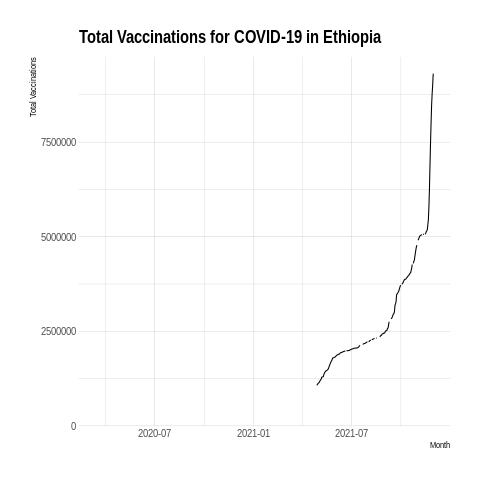 Total Vaccinations for COVID-19 in Ethiopia
Total Vaccinations
7500000
5000000
2500000
0
2020-07 2021-01 2021-07
Month